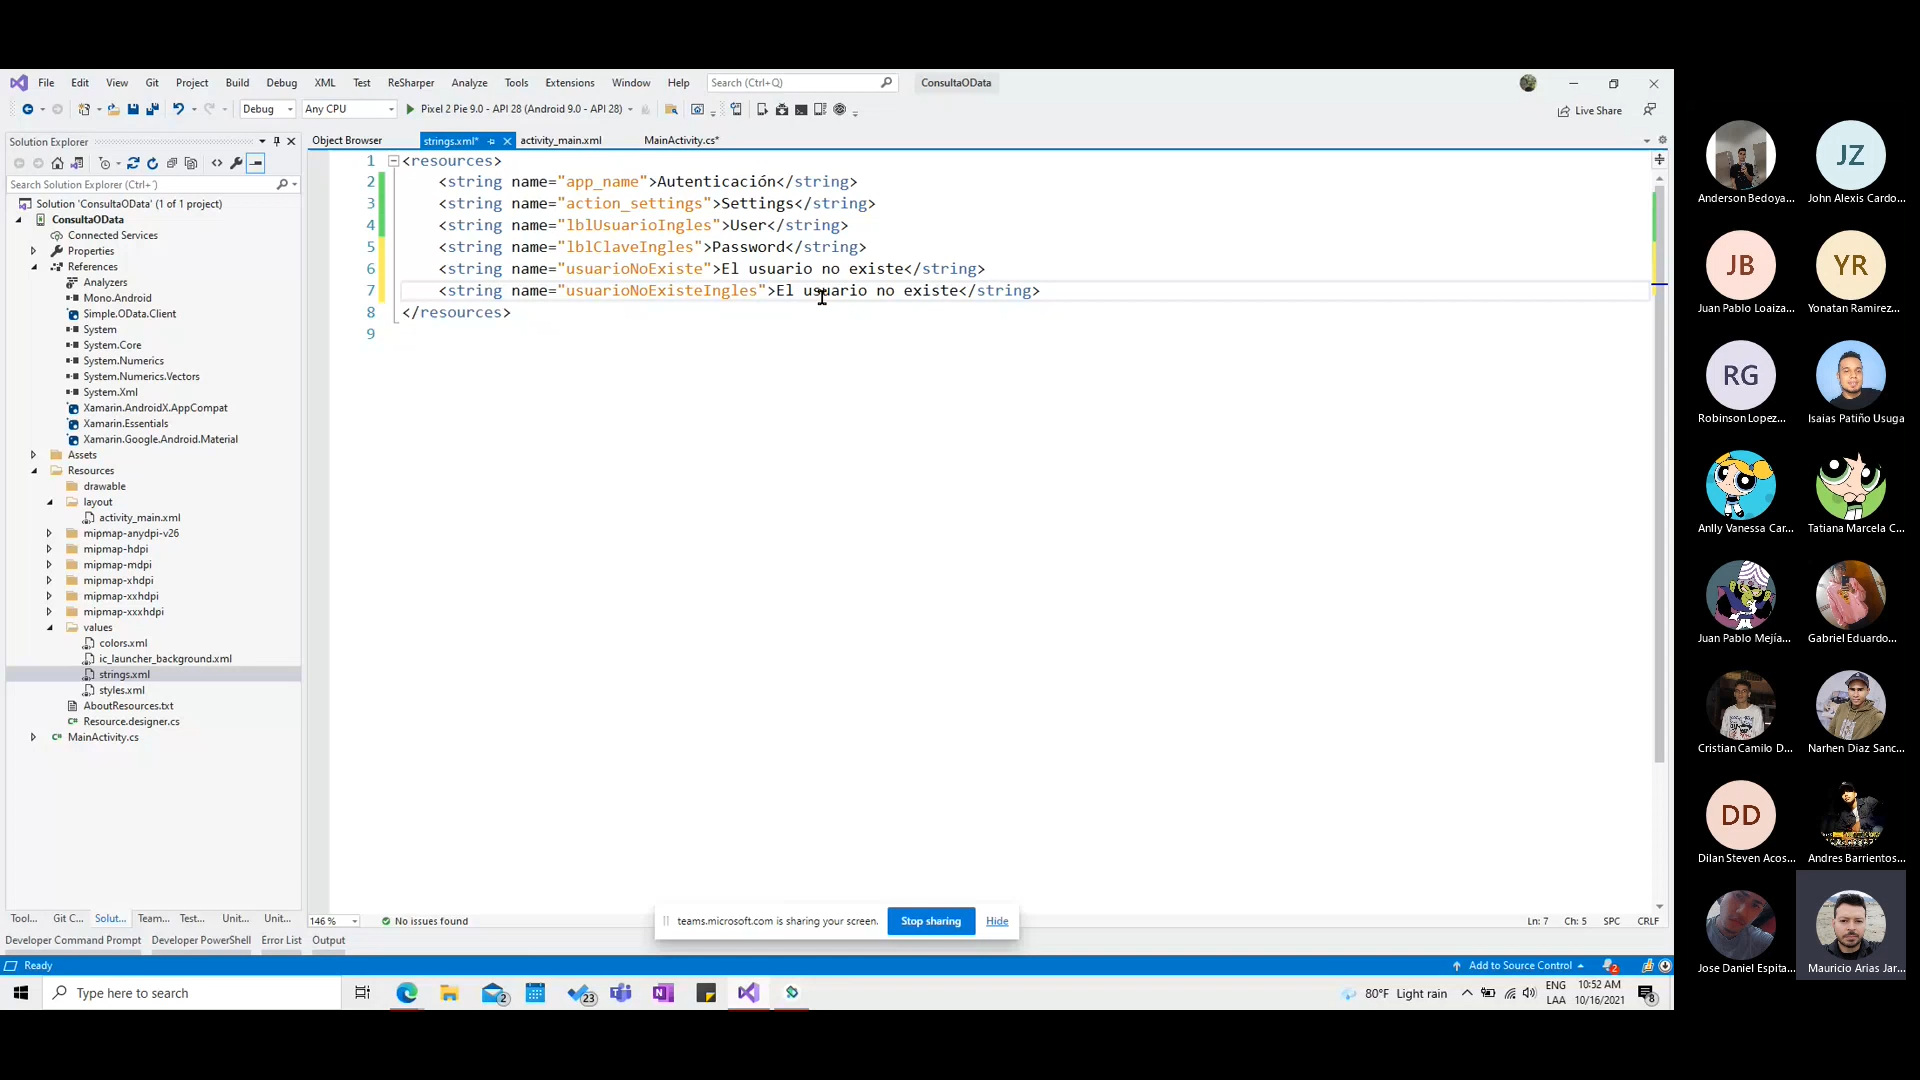 File Edit View Git Project Build Debug XML Test ReSharper Analyze Tools Extensions Window Help Search (Ctrl+Q) ConsultaOData
Debug Any CPU Pixel 2 Pie 9.0 - API 28 (Android 9.0 - API 28) Live Share
Solution Explorer
Search Solution Explorer (Ctrl+´)
Solution 'ConsultaOData' (1 of 1 project)
ConsultaOData
Connected Services
Properties
References
Analyzers
Mono.Android
Simple.OData.Client
System
System.Core
System.Numerics
System.Numerics.Vectors
System.Xml
Xamarin.AndroidX.AppCompat
Xamarin.Essentials
Xamarin.Google.Android.Material
Assets
Resources
drawable
layout
activity_main.xml
mipmap-anydpi-v26
mipmap-hdpi
mipmap-mdpi
mipmap-xhdpi
mipmap-xxhdpi
mipmap-xxxhdpi
values
colors.xml
ic_launcher_background.xml
strings.xml
styles.xml
AboutResources.txt
Resource.designer.cs
MainActivity.cs
Tool... Git C... Solut... Team... Test... Unit... Unit...
Object Browser strings.xml* activity_main.xml MainActivity.cs*
1 <resources>
2 <string name="app_name">Autenticación</string>
3 <string name="action_settings">Settings</string>
4 <string name="lblUsuarioIngles">User</string>
5 <string name="lblClaveIngles">Password</string>
6 <string name="usuarioNoExiste">El usuario no existe</string>
7 <string name="usuarioNoExisteIngles">El usuario no existe</string>
8 </resources>
9
146 % No issues found Ln: 7 Ch: 5 SPC CRLF
teams.microsoft.com is sharing your screen. Stop sharing Hide
Developer Command Prompt Developer PowerShell Error List Output
Ready Add to Source Control 2
Type here to search 2 23 80°F Light rain ENG LAA 10:52 AM 10/16/2021 8
JZ
Anderson Bedoya... John Alexis Cardo...
JB YR
Juan Pablo Loaiza... Yonatan Ramirez...
RG
Robinson Lopez... Isaias Patiño Usuga
Anlly Vanessa Car... Tatiana Marcela C...
Juan Pablo Mejía... Gabriel Eduardo...
Cristian Camilo D... Narhen Diaz Sanc...
DD
Dilan Steven Acos... Andres Barrientos...
Jose Daniel Espita... Mauricio Arias Jar...